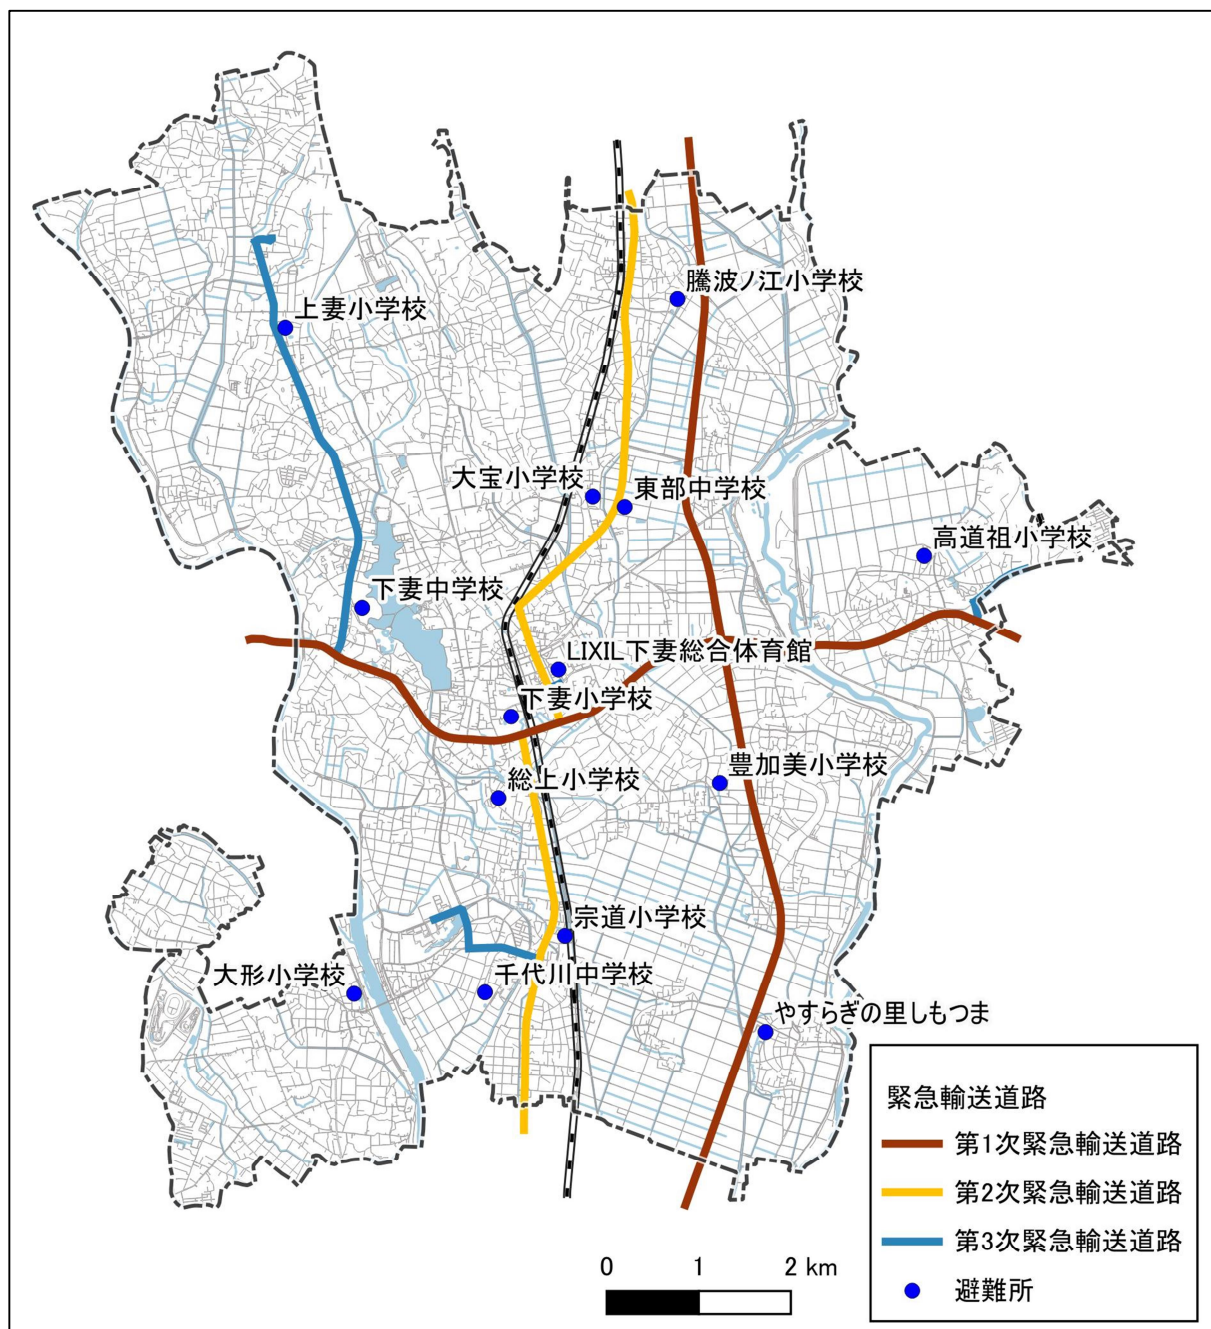 騰波ノ江小学校
上妻小学校
大宝小学校
東部中学校
高道祖小学校
下妻中学校
LIXIL下妻総合体育館
下妻小学校
豊加美小学校
総上小学校
宗道小学校
大形小学校
千代川中学校
やすらぎの里しもつま
緊急輸送道路
第1次緊急輸送道路
第2次緊急輸送道路
第3次緊急輸送道路
避難所
0 1 2 km